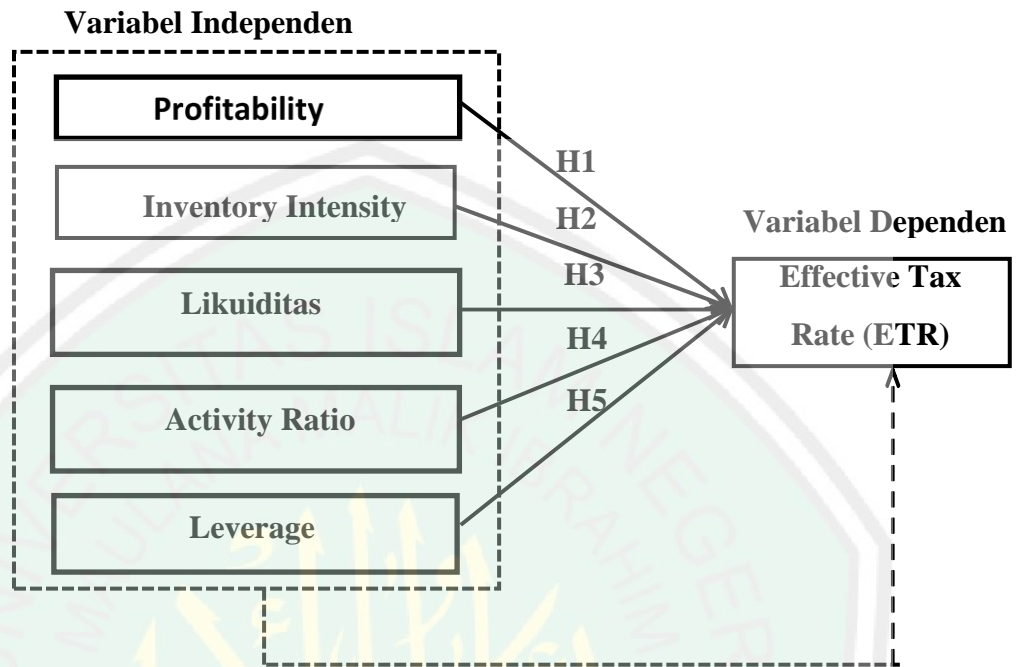 Variabel Independen
Profitability
H1
Inventory Intensity
H2
Variabel Dependen
H3
Effective Tax
Rate (ETR)
Likuiditas
H4
Activity Ratio
H5
Leverage